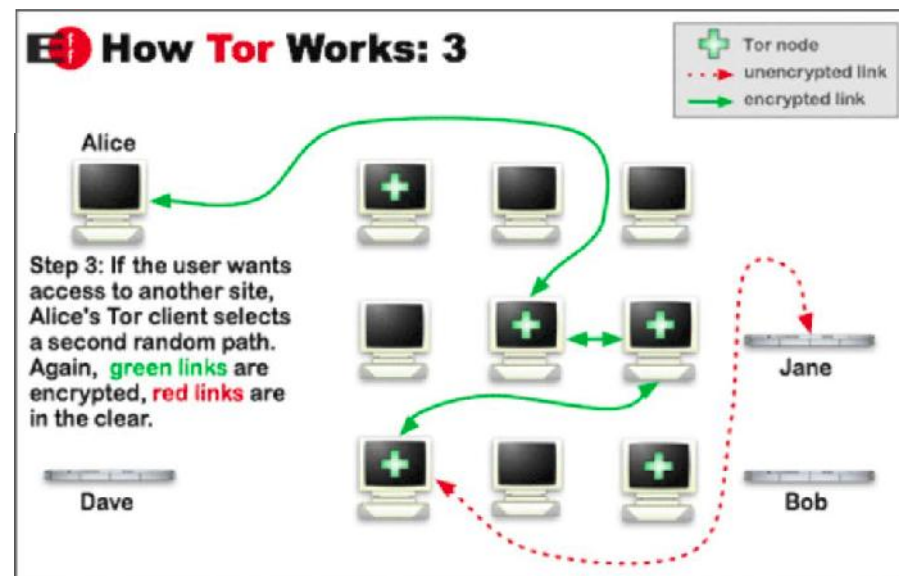 EFF How Tor Works: 3
Tor node
unencrypted link
encrypted link
Alice
Step 3: If the user wants
access to another site,
Alice's Tor client selects
a second random path.
Again, green links are
encrypted, red links are
in the clear.
Jane
Dave
Bob